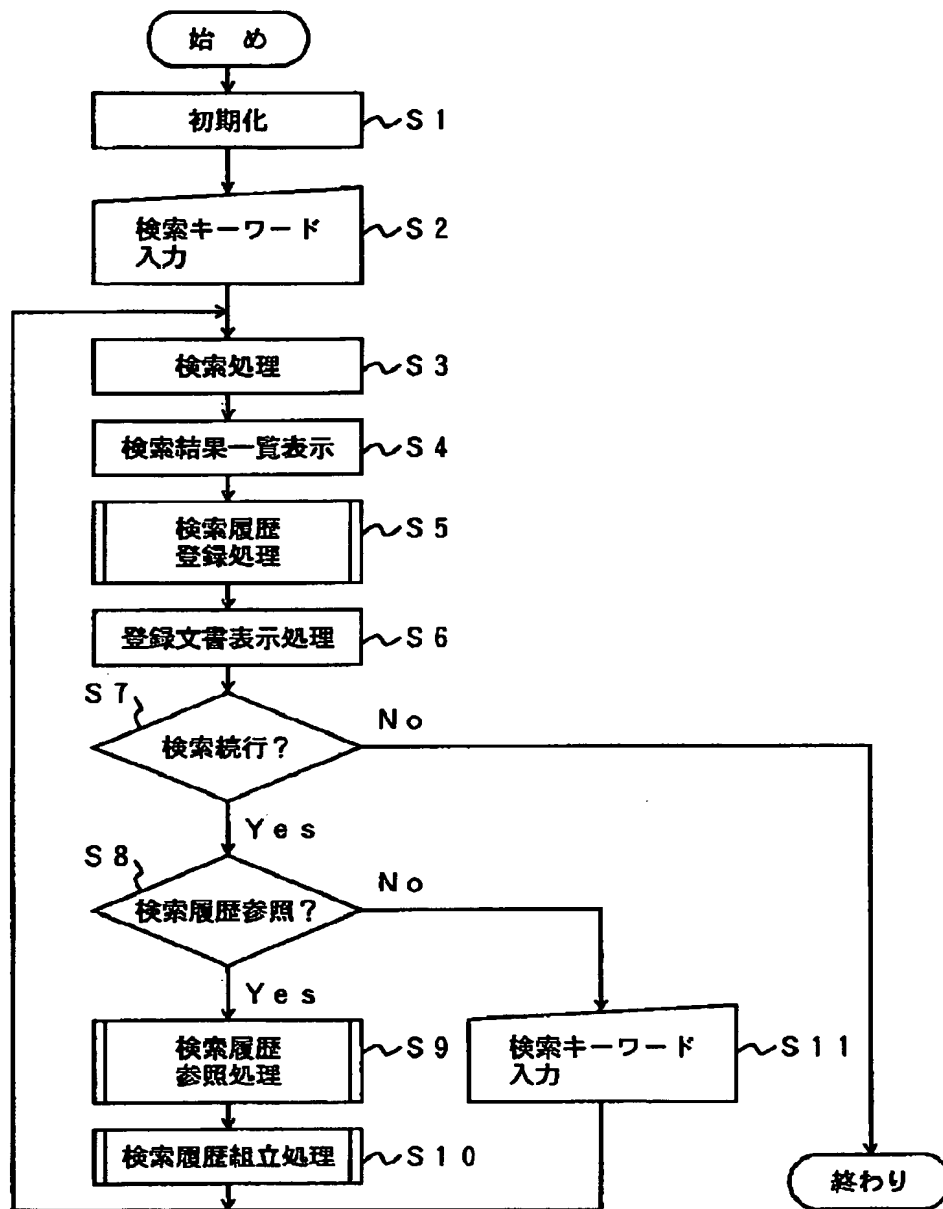 始め
初期化
S1
検索キーワード
入力
S2
検索処理
S3
検索結果一覧表示
S4
検索履歴
登録処理
S5
登録文書表示処理
S6
S7
検索続行?
No
Yes
S8
検索履歴参照?
No
Yes
検索履歴
参照処理
S9
検索キーワード
入力
S11
検索履歴組立処理
S10
終わり